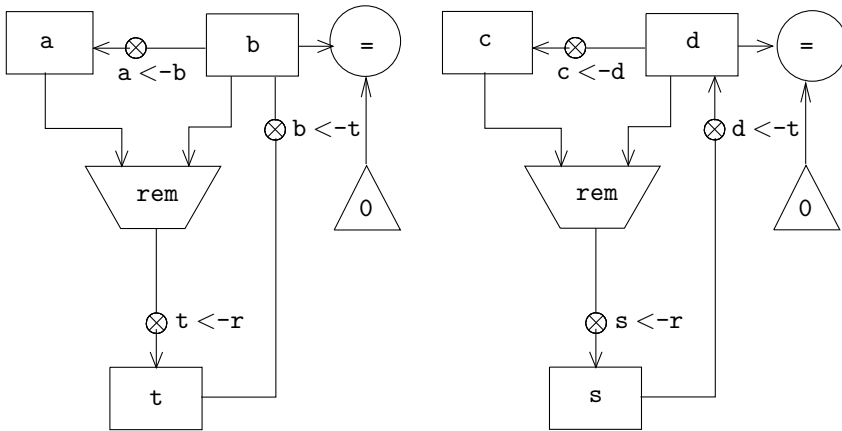 a
b
=
a <-b
b <-t
rem
0
t <-r
t
c
d
=
c <-d
d <-t
rem
0
s <-r
s